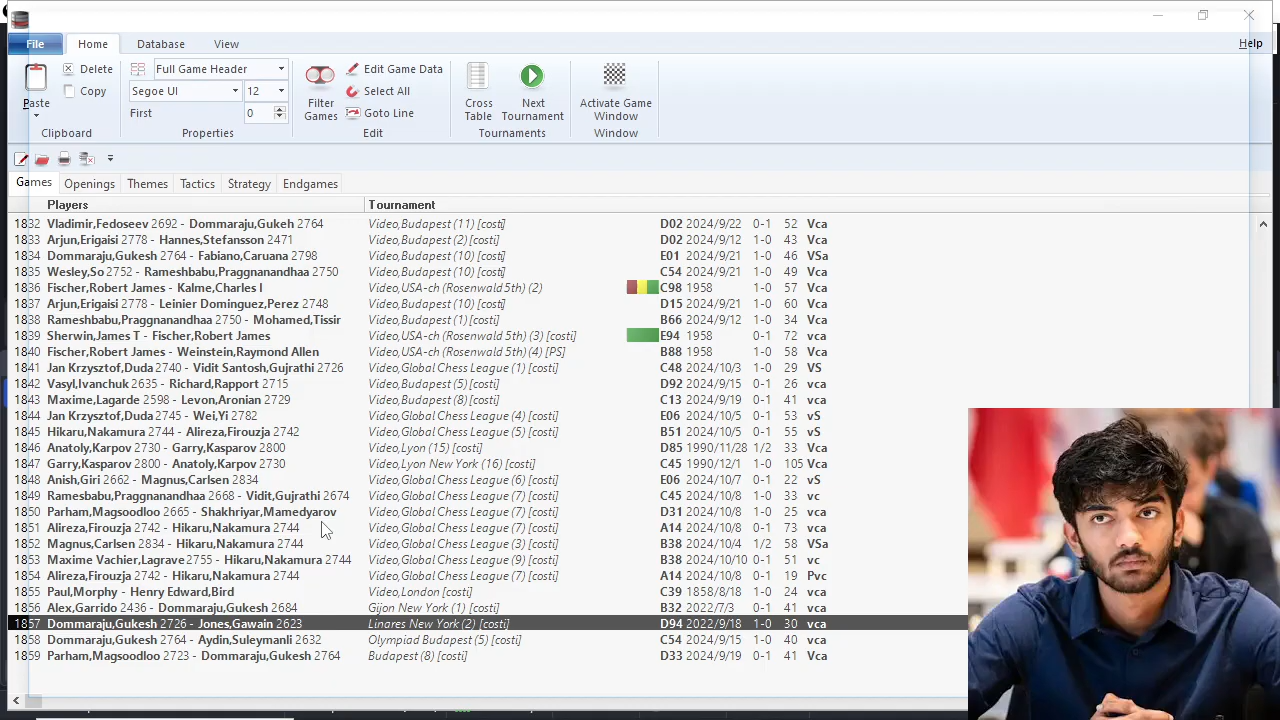 File Home Database View Help
Paste Delete Copy Clipboard
Full Game Header Segoe UI 12 First 0 Properties
Filter Games Edit Game Data Select All Goto Line Edit
Cross Table Next Tournament Tournaments
Activate Game Window Window
Games Openings Themes Tactics Strategy Endgames
Players Tournament
1832 Vladimir,Fedoseev 2692 - Dommaraju,Gukeh 2764 Video,Budapest (11) [costi] D02 2024/9/22 0-1 52 Vca
1833 Arjun,Erigaisi 2778 - Hannes,Stefansson 2471 Video,Budapest (2) [costi] D02 2024/9/12 1-0 43 Vca
1834 Dommaraju,Gukesh 2764 - Fabiano,Caruana 2798 Video,Budapest (10) [costi] E01 2024/9/21 1-0 46 VSa
1835 Wesley,So 2752 - Rameshbabu,Praggnanandhaa 2750 Video,Budapest (10) [costi] C54 2024/9/21 1-0 49 Vca
1836 Fischer,Robert James - Kalme,Charles I Video,USA-ch (Rosenwald 5th) (2) C98 1958 1-0 57 Vca
1837 Arjun,Erigaisi 2778 - Leinier Dominguez,Perez 2748 Video,Budapest (10) [costi] D15 2024/9/21 1-0 60 Vca
1838 Rameshbabu,Praggnanandhaa 2750 - Mohamed,Tissir Video,Budapest (1) [costi] B66 2024/9/12 1-0 34 Vca
1839 Sherwin,James T - Fischer,Robert James Video,USA-ch (Rosenwald 5th) (3) [costi] E94 1958 0-1 72 vca
1840 Fischer,Robert James - Weinstein,Raymond Allen Video,USA-ch (Rosenwald 5th) (4) [PS] B88 1958 1-0 58 Vca
1841 Jan Krzysztof,Duda 2740 - Vidit Santosh,Gujrathi 2726 Video,Global Chess League (1) [costi] C48 2024/10/3 1-0 29 VS
1842 Vasyl,Ivanchuk 2635 - Richard,Rapport 2715 Video,Budapest (5) [costi] D92 2024/9/15 0-1 26 vca
1843 Maxime,Lagarde 2598 - Levon,Aronian 2729 Video,Budapest (8) [costi] C13 2024/9/19 0-1 41 vca
1844 Jan Krzysztof,Duda 2745 - Wei,Yi 2782 Video,Global Chess League (4) [costi] E06 2024/10/5 0-1 53 vS
1845 Hikaru,Nakamura 2744 - Alireza,Firouzja 2742 Video,Global Chess League (5) [costi] B51 2024/10/5 0-1 55 vS
1846 Anatoly,Karpov 2730 - Garry,Kasparov 2800 Video,Lyon (15) [costi] D85 1990/11/28 1/2 33 Vca
1847 Garry,Kasparov 2800 - Anatoly,Karpov 2730 Video,Lyon New York (16) [costi] C45 1990/12/1 1-0 105 Vca
1848 Anish,Giri 2662 - Magnus,Carlsen 2834 Video,Global Chess League (6) [costi] E06 2024/10/7 0-1 22 vS
1849 Ramesbabu,Praggnanandhaa 2668 - Vidit,Gujrathi 2674 Video,Global Chess League (7) [costi] C45 2024/10/8 1-0 33 vc
1850 Parham,Magsoodloo 2665 - Shakhriyar,Mamedyarov Video,Global Chess League (7) [costi] D31 2024/10/8 1-0 25 vca
1851 Alireza,Firouzja 2742 - Hikaru,Nakamura 2744 Video,Global Chess League (7) [costi] A14 2024/10/8 0-1 73 vca
1852 Magnus,Carlsen 2834 - Hikaru,Nakamura 2744 Video,Global Chess League (3) [costi] B38 2024/10/4 1/2 58 VSa
1853 Maxime Vachier,Lagrave 2755 - Hikaru,Nakamura 2744 Video,Global Chess League (9) [costi] B38 2024/10/10 0-1 51 vc
1854 Alireza,Firouzja 2742 - Hikaru,Nakamura 2744 Video,Global Chess League (7) [costi] A14 2024/10/8 0-1 19 Pvc
1855 Paul,Morphy - Henry Edward,Bird Video,London [costi] C39 1858/8/18 1-0 24 vca
1856 Alex,Garrido 2436 - Dommaraju,Gukesh 2684 Gijon New York (1) [costi] B32 2022/7/3 0-1 41 vca
1857 Dommaraju,Gukesh 2726 - Jones,Gawain 2623 Linares New York (2) [costi] D94 2022/9/18 1-0 30 vca
1858 Dommaraju,Gukesh 2764 - Aydin,Suleymanli 2632 Olympiad Budapest (5) [costi] C54 2024/9/15 1-0 40 vca
1859 Parham,Magsoodloo 2723 - Dommaraju,Gukesh 2764 Budapest (8) [costi] D33 2024/9/19 0-1 41 Vca